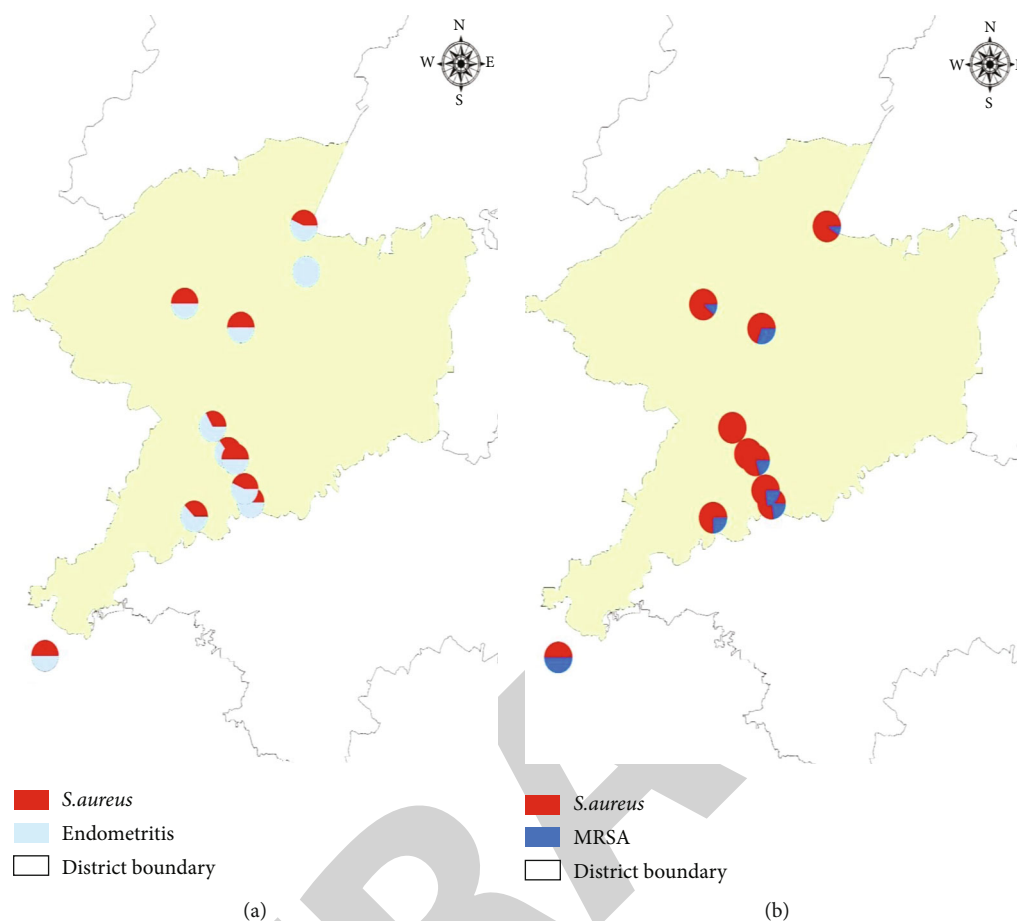 N
W E
S
N
W
S
S.aureus
Endometritis
District boundary
S.aureus
MRSA
District boundary
(a)
(b)